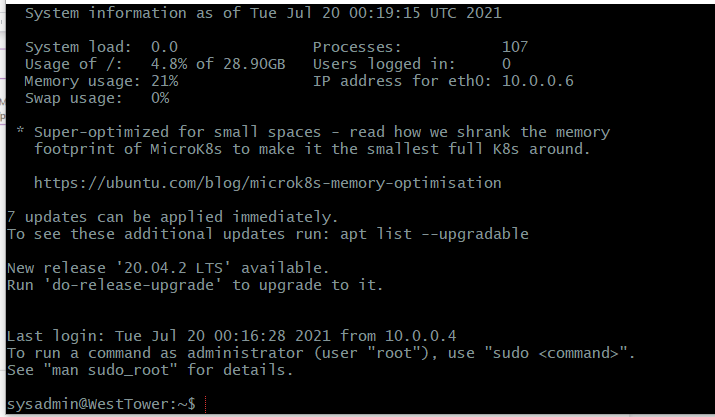 System information as of Tue Jul 20 00:19:15 UTC 2021
System load: 0.0 Processes: 107
Usage of /: 4.8% of 28.90GB Users logged in: 0
Memory usage: 21% IP address for eth0: 10.0.0.6
Swap usage: 0%
* Super-optimized for small spaces - read how we shrank the memory
footprint of MicroK8s to make it the smallest full K8s around.
https://ubuntu.com/blog/microk8s-memory-optimisation
7 updates can be applied immediately.
To see these additional updates run: apt list --upgradable
New release '20.04.2 LTS' available.
Run 'do-release-upgrade' to upgrade to it.
Last login: Tue Jul 20 00:16:28 2021 from 10.0.0.4
To run a command as administrator (user "root"), use "sudo <command>".
See "man sudo_root" for details.
sysadmin@WestTower:~$